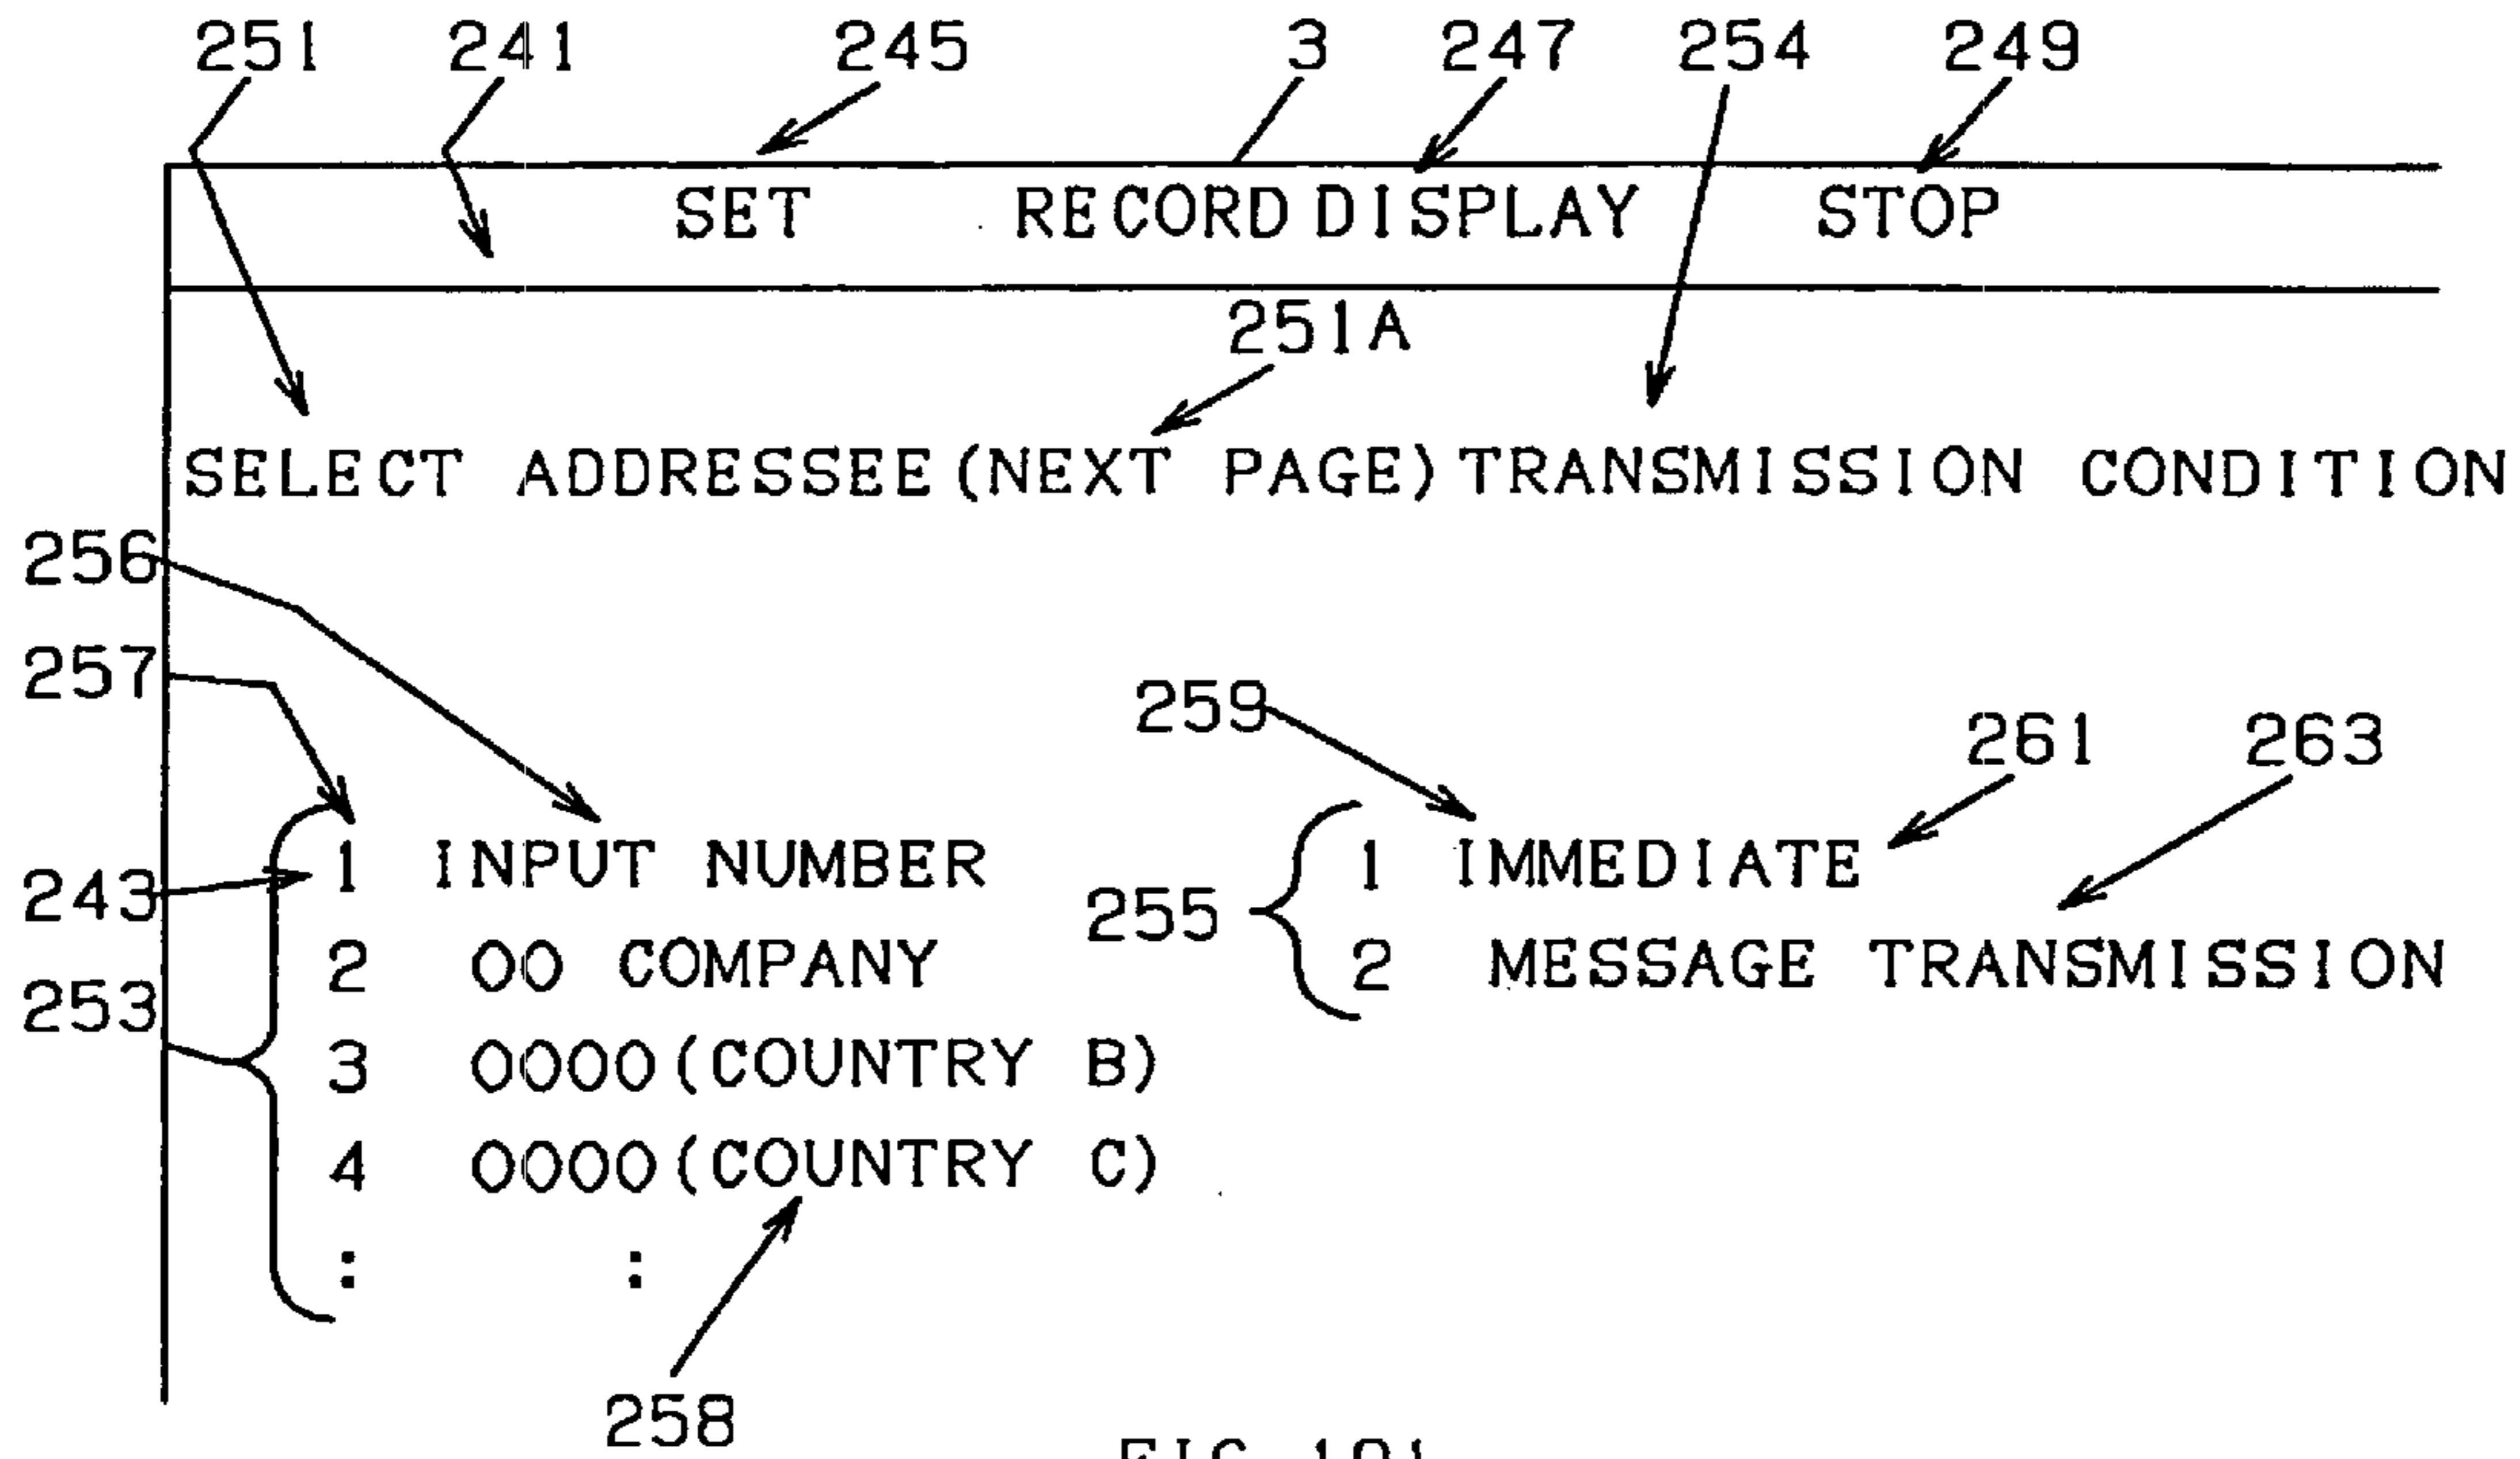 251 241 245 3 247 254 249
SET RECORD DISPLAY STOP
251A
SELECT ADDRESSEE (NEXT PAGE) TRANSMISSION CONDITION
256
257
259 261 263
1 INPUT NUMBER 1 IMMEDIATE
243 255
2 OO COMPANY 2 MESSAGE TRANSMISSION
253
3 OOOO (COUNTRY B)
4 OOOO (COUNTRY C)
: :
258